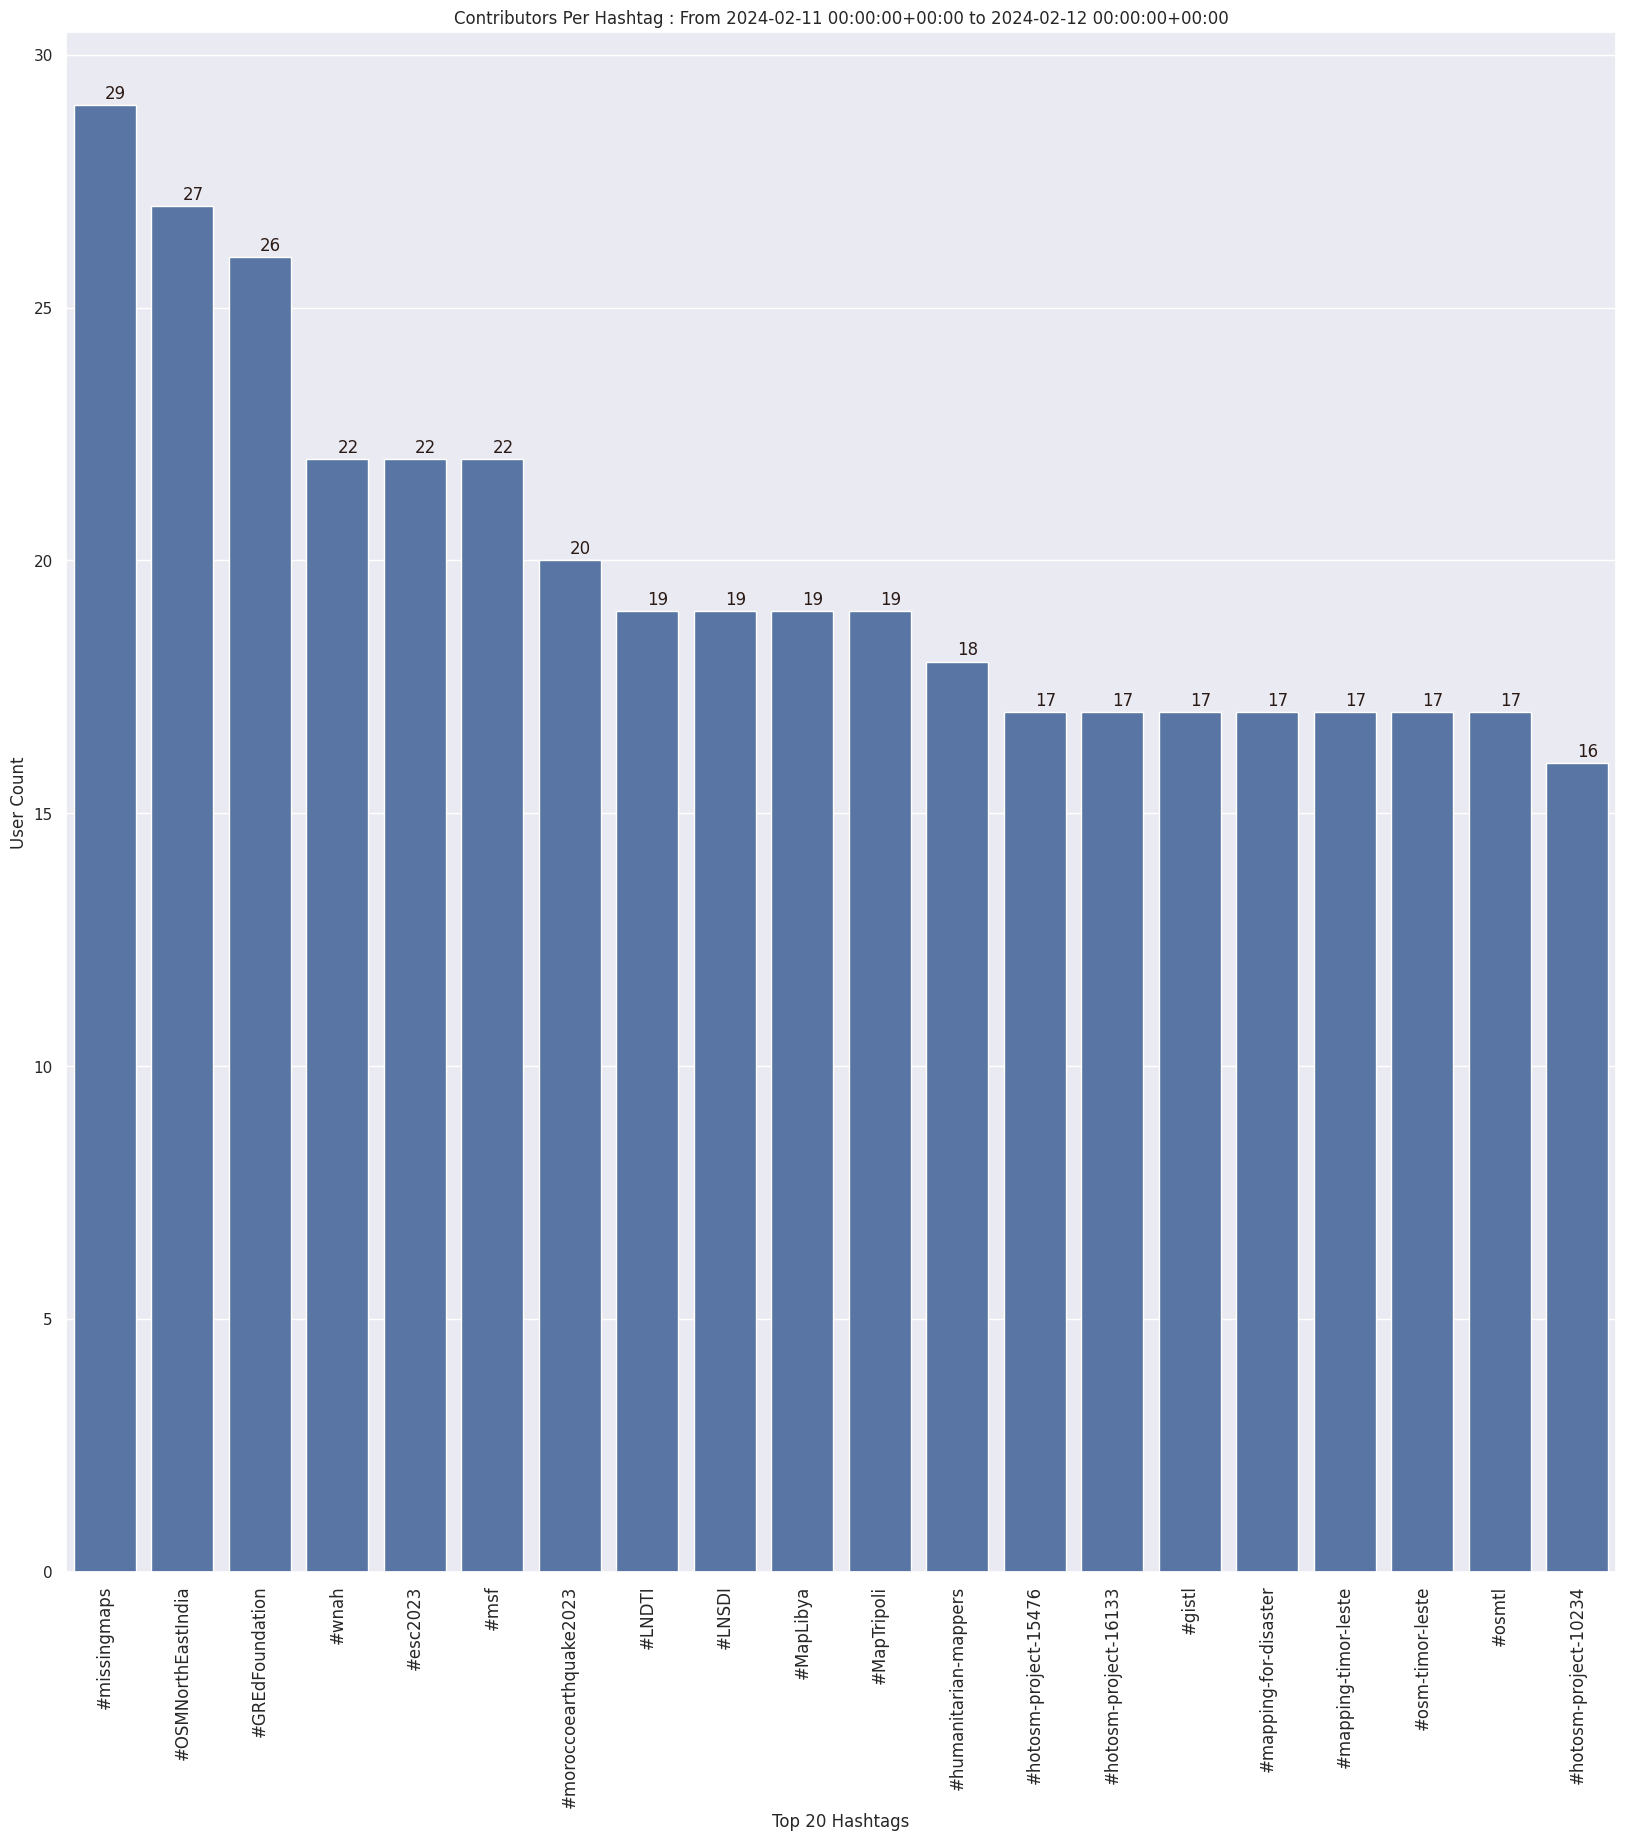 Contributors Per Hashtag : From 2024-02-11 00:00:00+00:00 to 2024-02-12 00:00:00+00:00
User Count
30
25
20
15
10
5
0
29
27
26
22
22
22
20
19
19
19
19
18
17
17
17
17
17
17
17
16
#missingmaps
#OSMNorthEastIndia
#GREdFoundation
#wnah
#esc2023
#msf
#moroccoearthquake2023
#LNDTI
#LNSDI
#MapLibya
#MapTripoli
#humanitarian-mappers
#hotosm-project-15476
#hotosm-project-16133
#gistl
#mapping-for-disaster
#mapping-timor-leste
#osm-timor-leste
#osmtl
#hotosm-project-10234
Top 20 Hashtags